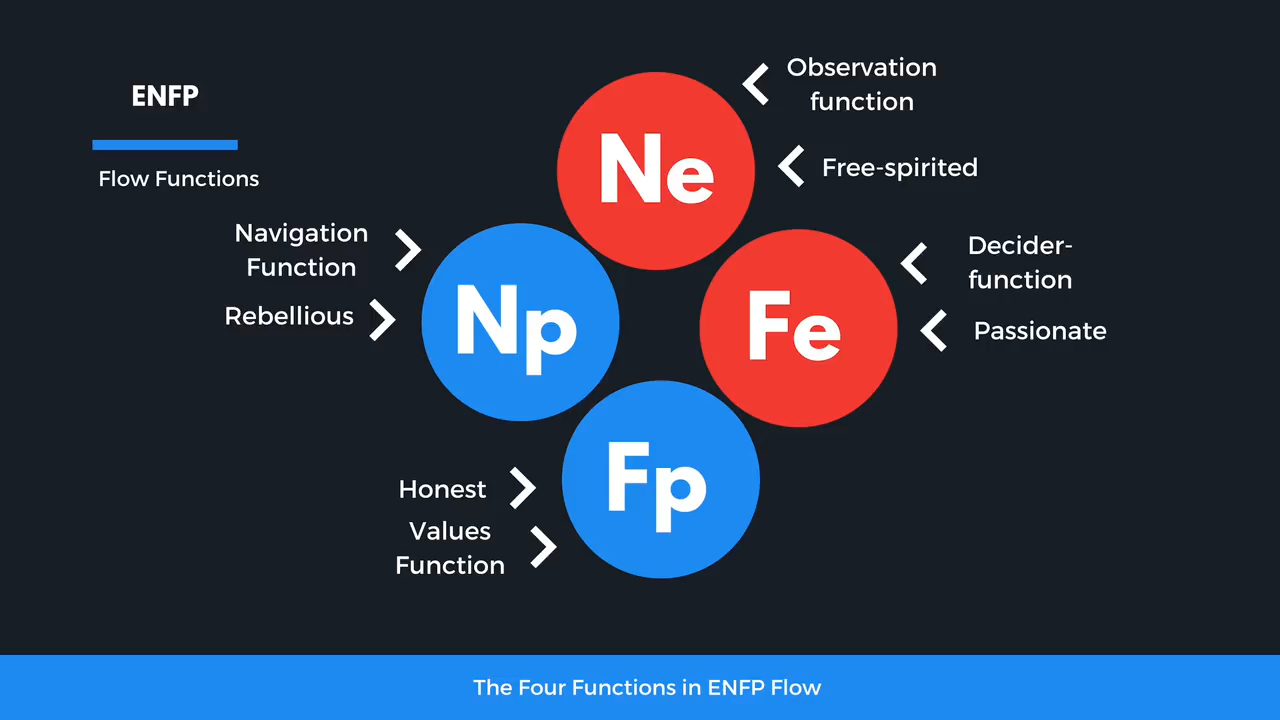 ENFP
Flow Functions
Ne
Observation
function
Free-spirited
Np
Navigation
Function
Rebellious
Fe
Decider-
function
Passionate
Fp
Honest
Values
Function
The Four Functions in ENFP Flow